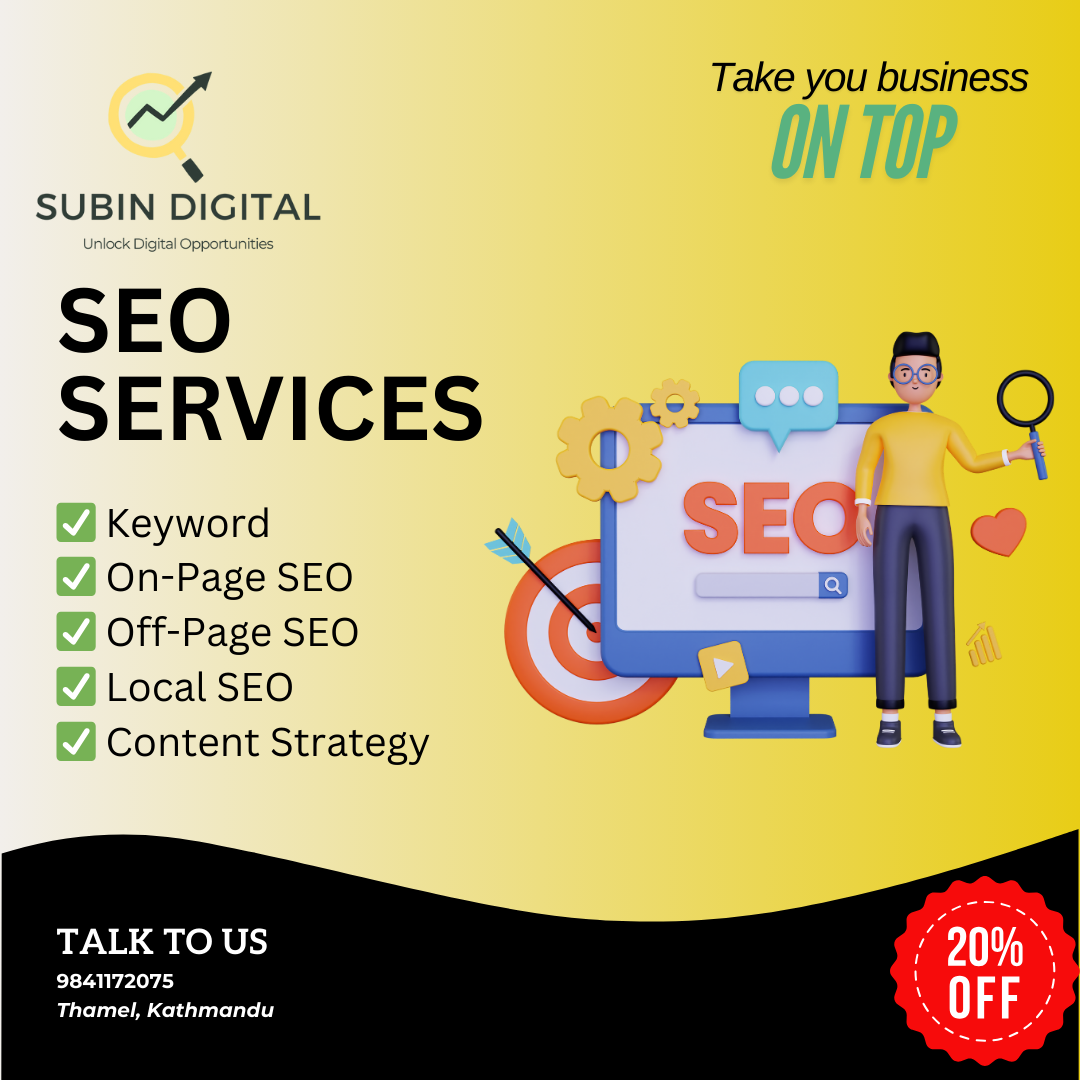 SUBIN DIGITAL
Unlock Digital Opportunities
Take you business
ON TOP
SEO
SERVICES
Keyword
On-Page SEO
Off-Page SEO
Local SEO
Content Strategy
SEO
TALK TO US
9841172075
Thamel, Kathmandu
20%
OFF